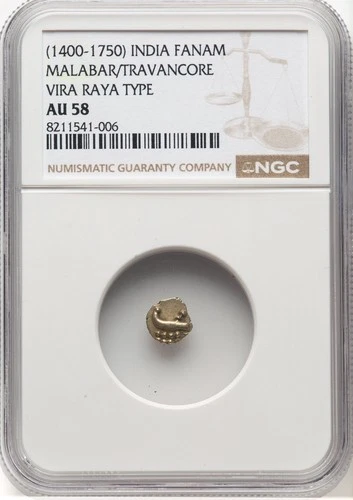 (1400-1750) INDIA FANAM
MALABAR/TRAVANCORE
VIRA RAYA TYPE
AU 58
8211541-006
NUMISMATIC GUARANTY COMPANY NGC